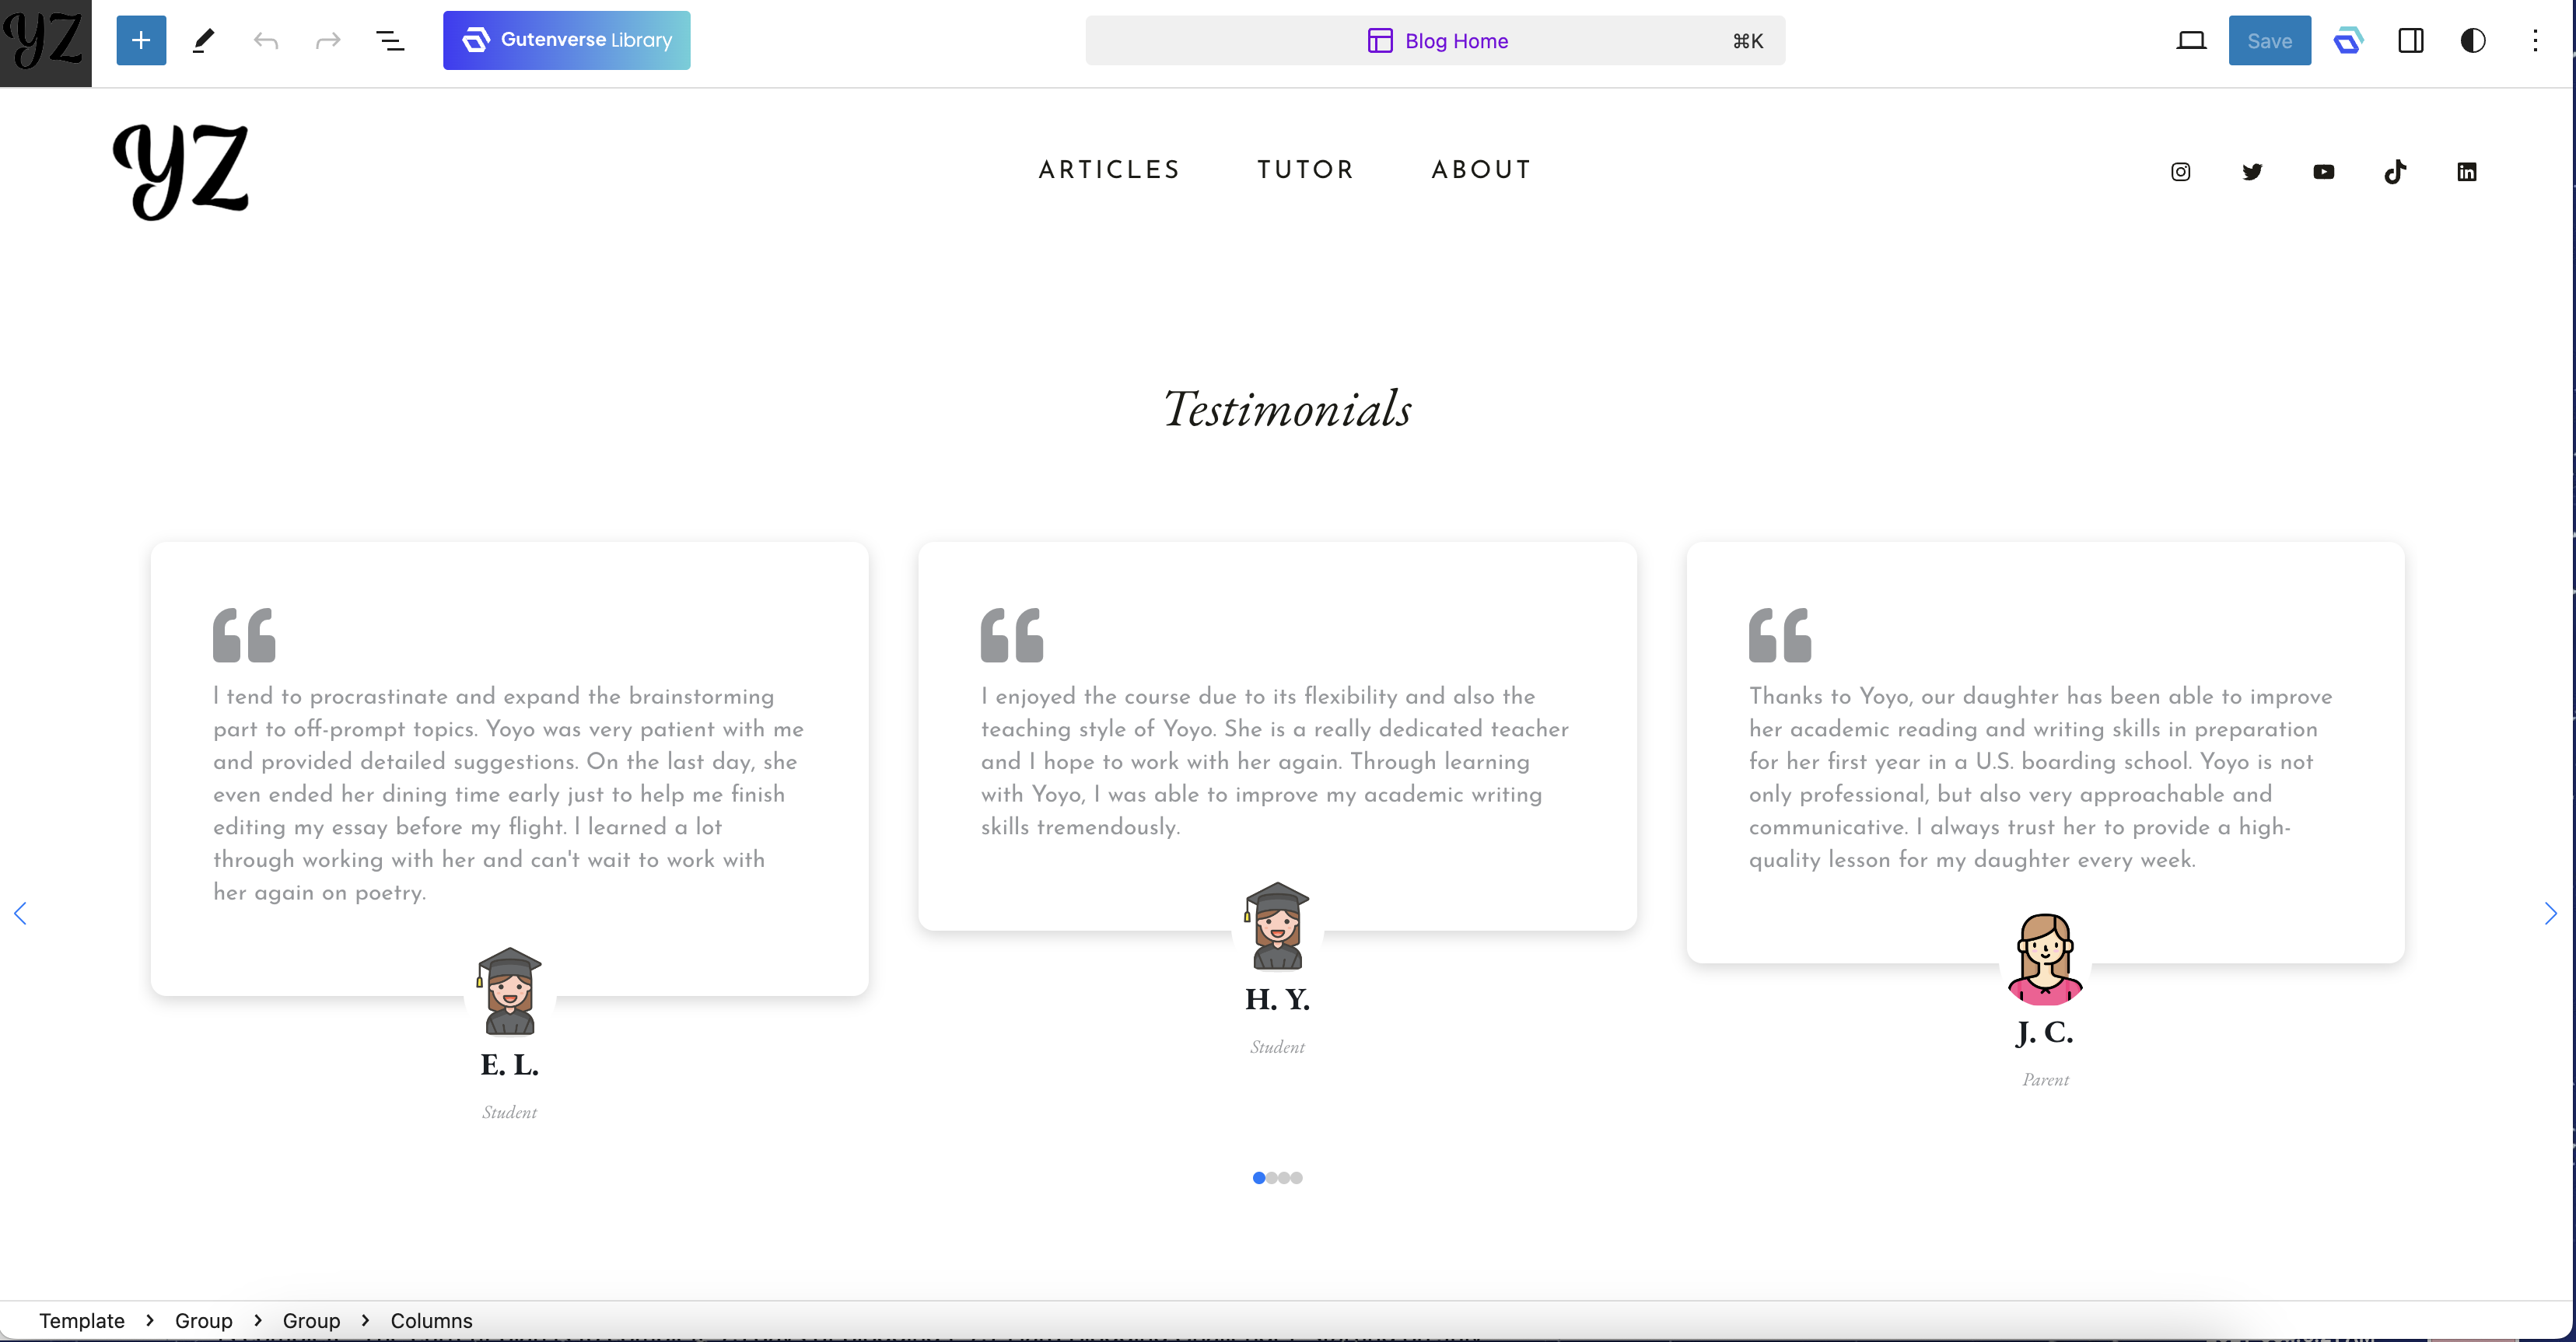 YZ
Gutenverse Library
Blog Home
⌘K
Save
YZ
ARTICLES
TUTOR
ABOUT
Testimonials
I tend to procrastinate and expand the brainstorming
part to off-prompt topics. Yoyo was very patient with me
and provided detailed suggestions. On the last day, she
even ended her dining time early just to help me finish
editing my essay before my flight. I learned a lot
through working with her and can't wait to work with
her again on poetry.
E. L.
Student
I enjoyed the course due to its flexibility and also the
teaching style of Yoyo. She is a really dedicated teacher
and I hope to work with her again. Through learning
with Yoyo, I was able to improve my academic writing
skills tremendously.
H. Y.
Student
Thanks to Yoyo, our daughter has been able to improve
her academic reading and writing skills in preparation
for her first year in a U.S. boarding school. Yoyo is not
only professional, but also very approachable and
communicative. I always trust her to provide a high-
quality lesson for my daughter every week.
J. C.
Parent
Template > Group > Group > Columns